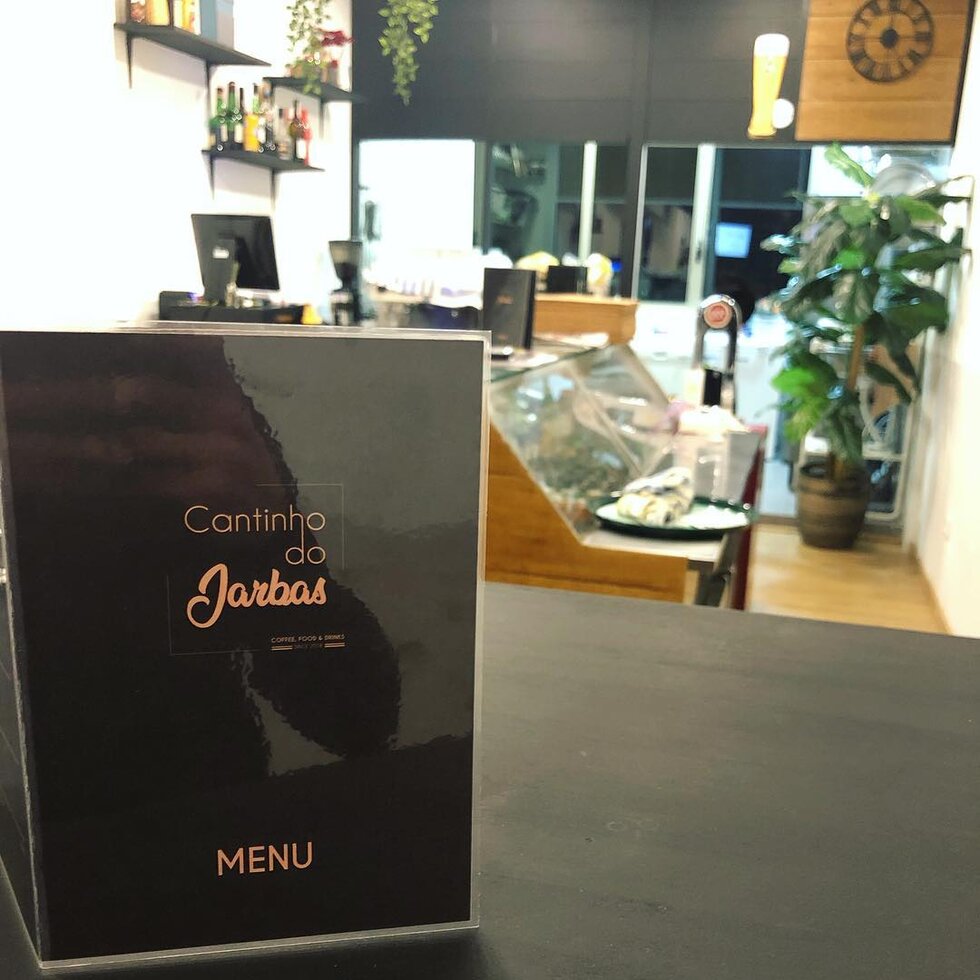 Cantinho
do
Jarbas
COFFEE, FOOD & DRINKS
MENU